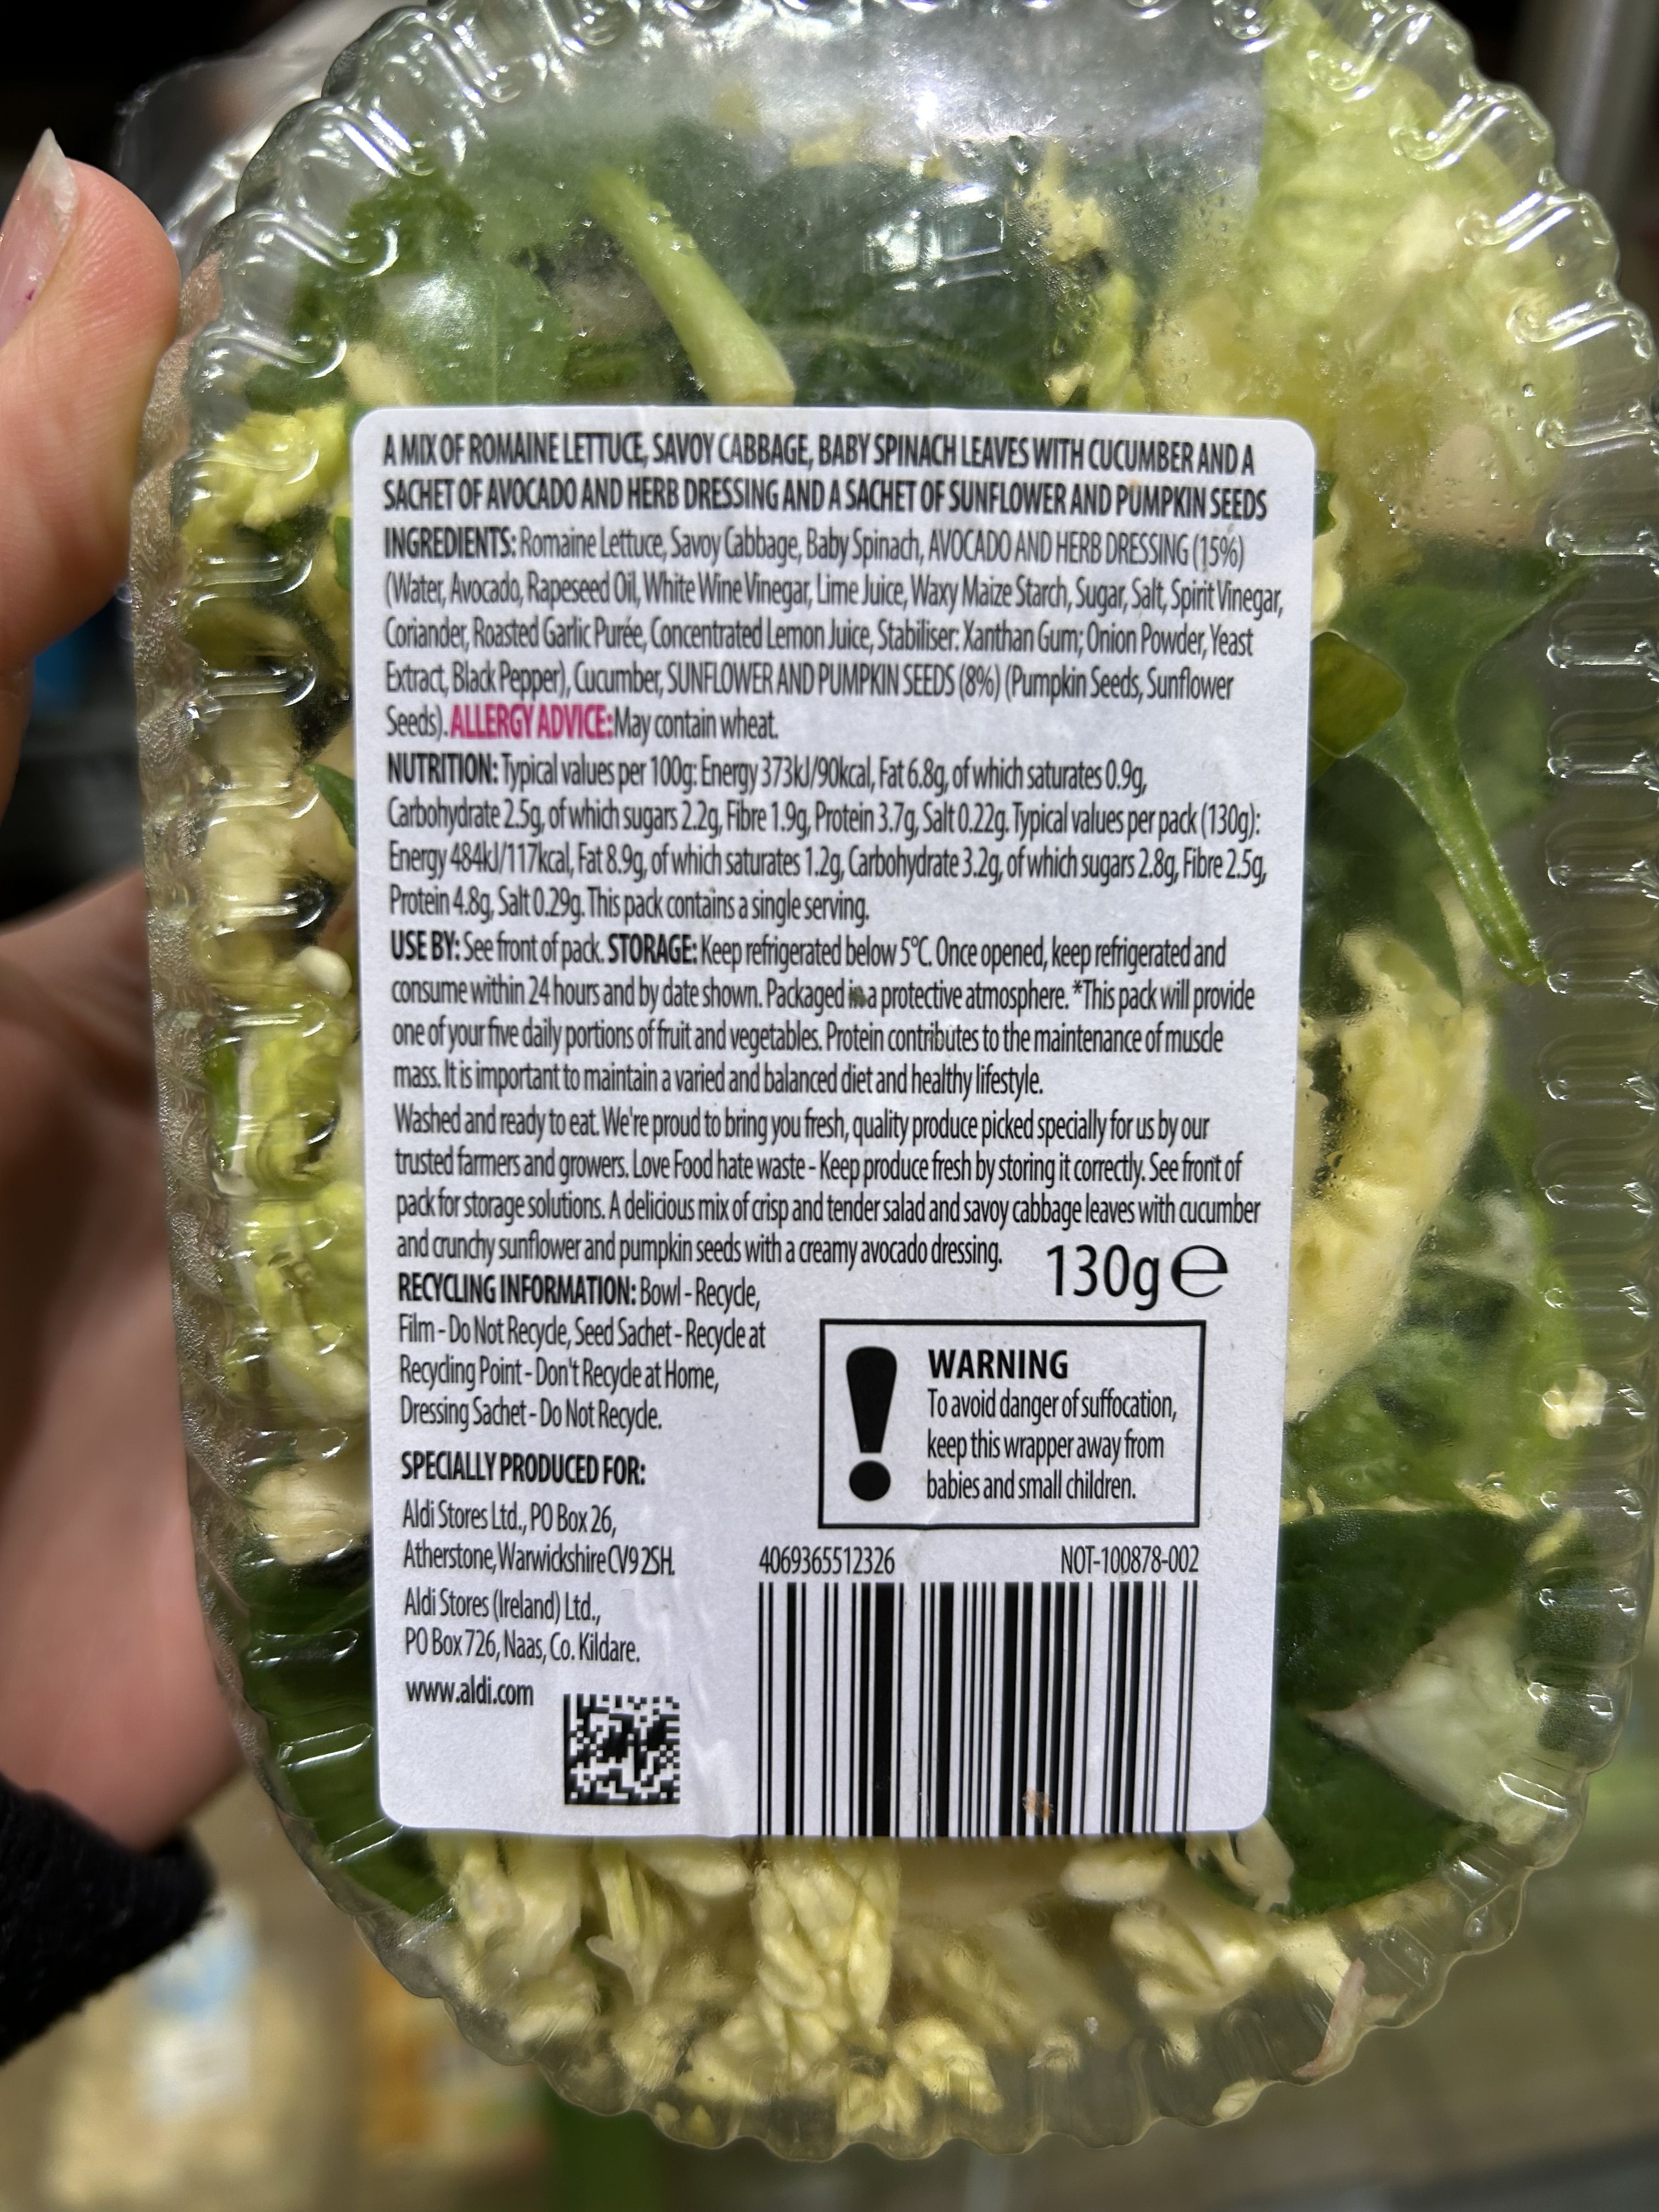 A MIX OF ROMAINE LETTUCE, SAVOY CABBAGE, BABY SPINACH LEAVES WITH CUCUMBER AND A
SACHET OF AVOCADO AND HERB DRESSING AND A SACHET OF SUNFLOWER AND PUMPKIN SEEDS
INGREDIENTS: Romaine Lettuce, Savoy Cabbage, Baby Spinach, AVOCADO AND HERB DRESSING (15%)
(Water, Avocado, Rapeseed Oil, White Wine Vinegar, Lime Juice, Waxy Maize Starch, Sugar, Salt, Spirit Vinegar,
Coriander, Roasted Garlic Purée, Concentrated Lemon Juice, Stabiliser: Xanthan Gum; Onion Powder, Yeast
Extract, Black Pepper), Cucumber, SUNFLOWER AND PUMPKIN SEEDS (8%) (Pumpkin Seeds, Sunflower
Seeds). ALLERGY ADVICE: May contain wheat.
NUTRITION: Typical values per 100g: Energy 373kJ/90kcal, Fat 6.8g, of which saturates 0.9g,
Carbohydrate 2.5g, of which sugars 2.2g, Fibre 1.9g, Protein 3.7g, Salt 0.22g. Typical values per pack (130g):
Energy 484kJ/117kcal, Fat 8.9g, of which saturates 1.2g, Carbohydrate 3.2g, of which sugars 2.8g, Fibre 2.5g,
Protein 4.8g, Salt 0.29g. This pack contains a single serving.
USE BY: See front of pack. STORAGE: Keep refrigerated below 5°C. Once opened, keep refrigerated and
consume within 24 hours and by date shown. Packaged in a protective atmosphere. *This pack will provide
one of your five daily portions of fruit and vegetables. Protein contributes to the maintenance of muscle
mass. It is important to maintain a varied and balanced diet and healthy lifestyle.
Washed and ready to eat. We're proud to bring you fresh, quality produce picked specially for us by our
trusted farmers and growers. Love Food hate waste - Keep produce fresh by storing it correctly. See front of
pack for storage solutions. A delicious mix of crisp and tender salad and savoy cabbage leaves with cucumber
and crunchy sunflower and pumpkin seeds with a creamy avocado dressing. 130g℮
RECYCLING INFORMATION: Bowl - Recycle,
Film - Do Not Recycle, Seed Sachet - Recycle at
Recycling Point - Don't Recycle at Home,
Dressing Sachet - Do Not Recycle.
WARNING
To avoid danger of suffocation,
keep this wrapper away from
babies and small children.
SPECIALLY PRODUCED FOR:
Aldi Stores Ltd., PO Box 26,
Atherstone, Warwickshire CV9 2SH.
Aldi Stores (Ireland) Ltd.,
PO Box 726, Naas, Co. Kildare.
www.aldi.com
4069365512326 NOT-100878-002